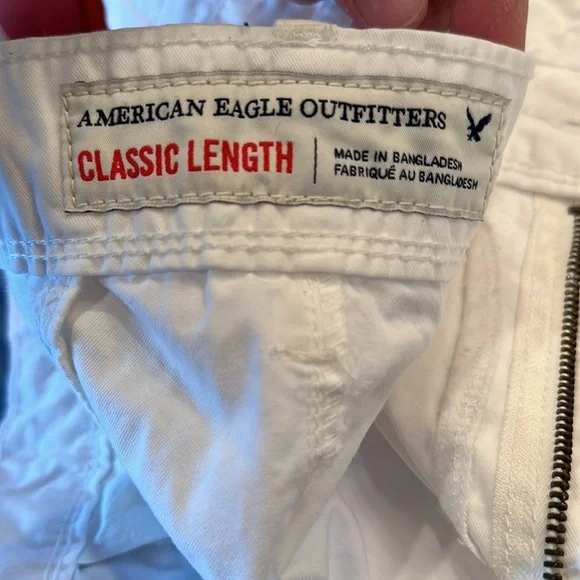 AMERICAN EAGLE OUTFITTERS
CLASSIC LENGTH
MADE IN BANGLADESH
FABRIQUÉ AU BANGLADESH